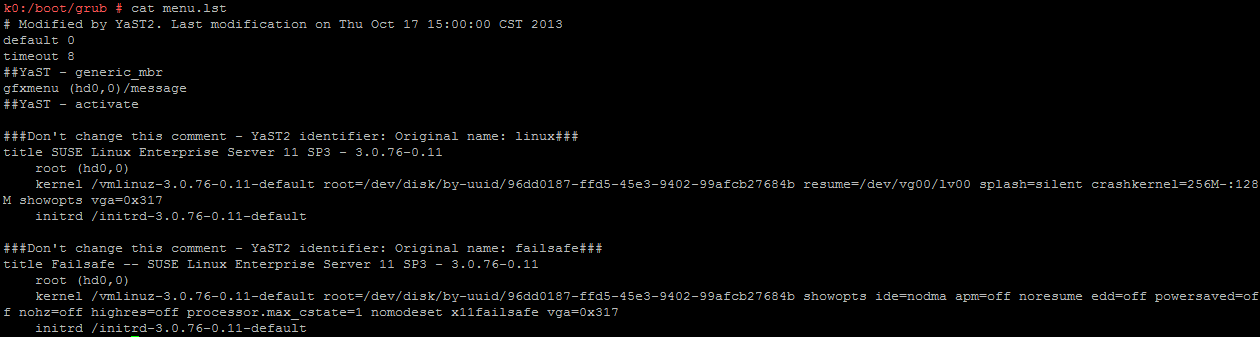 k0:/boot/grub # cat menu.lst
# Modified by YaST2. Last modification on Thu Oct 17 15:00:00 CST 2013
default 0
timeout 8
##YaST - generic_mbr
gfxmenu (hd0,0)/message
##YaST - activate
###Don't change this comment - YaST2 identifier: Original name: linux###
title SUSE Linux Enterprise Server 11 SP3 - 3.0.76-0.11
    root (hd0,0)
    kernel /vmlinuz-3.0.76-0.11-default root=/dev/disk/by-uuid/96dd0187-ffd5-45e3-9402-99afcb27684b resume=/dev/vg00/lv00 splash=silent crashkernel=256M-:128
M showopts vga=0x317
    initrd /initrd-3.0.76-0.11-default
###Don't change this comment - YaST2 identifier: Original name: failsafe###
title Failsafe -- SUSE Linux Enterprise Server 11 SP3 - 3.0.76-0.11
    root (hd0,0)
    kernel /vmlinuz-3.0.76-0.11-default root=/dev/disk/by-uuid/96dd0187-ffd5-45e3-9402-99afcb27684b showopts ide=nodma apm=off noresume edd=off powersaved=of
f nohz=off highres=off processor.max_cstate=1 nomodeset x11failsafe vga=0x317
    initrd /initrd-3.0.76-0.11-default